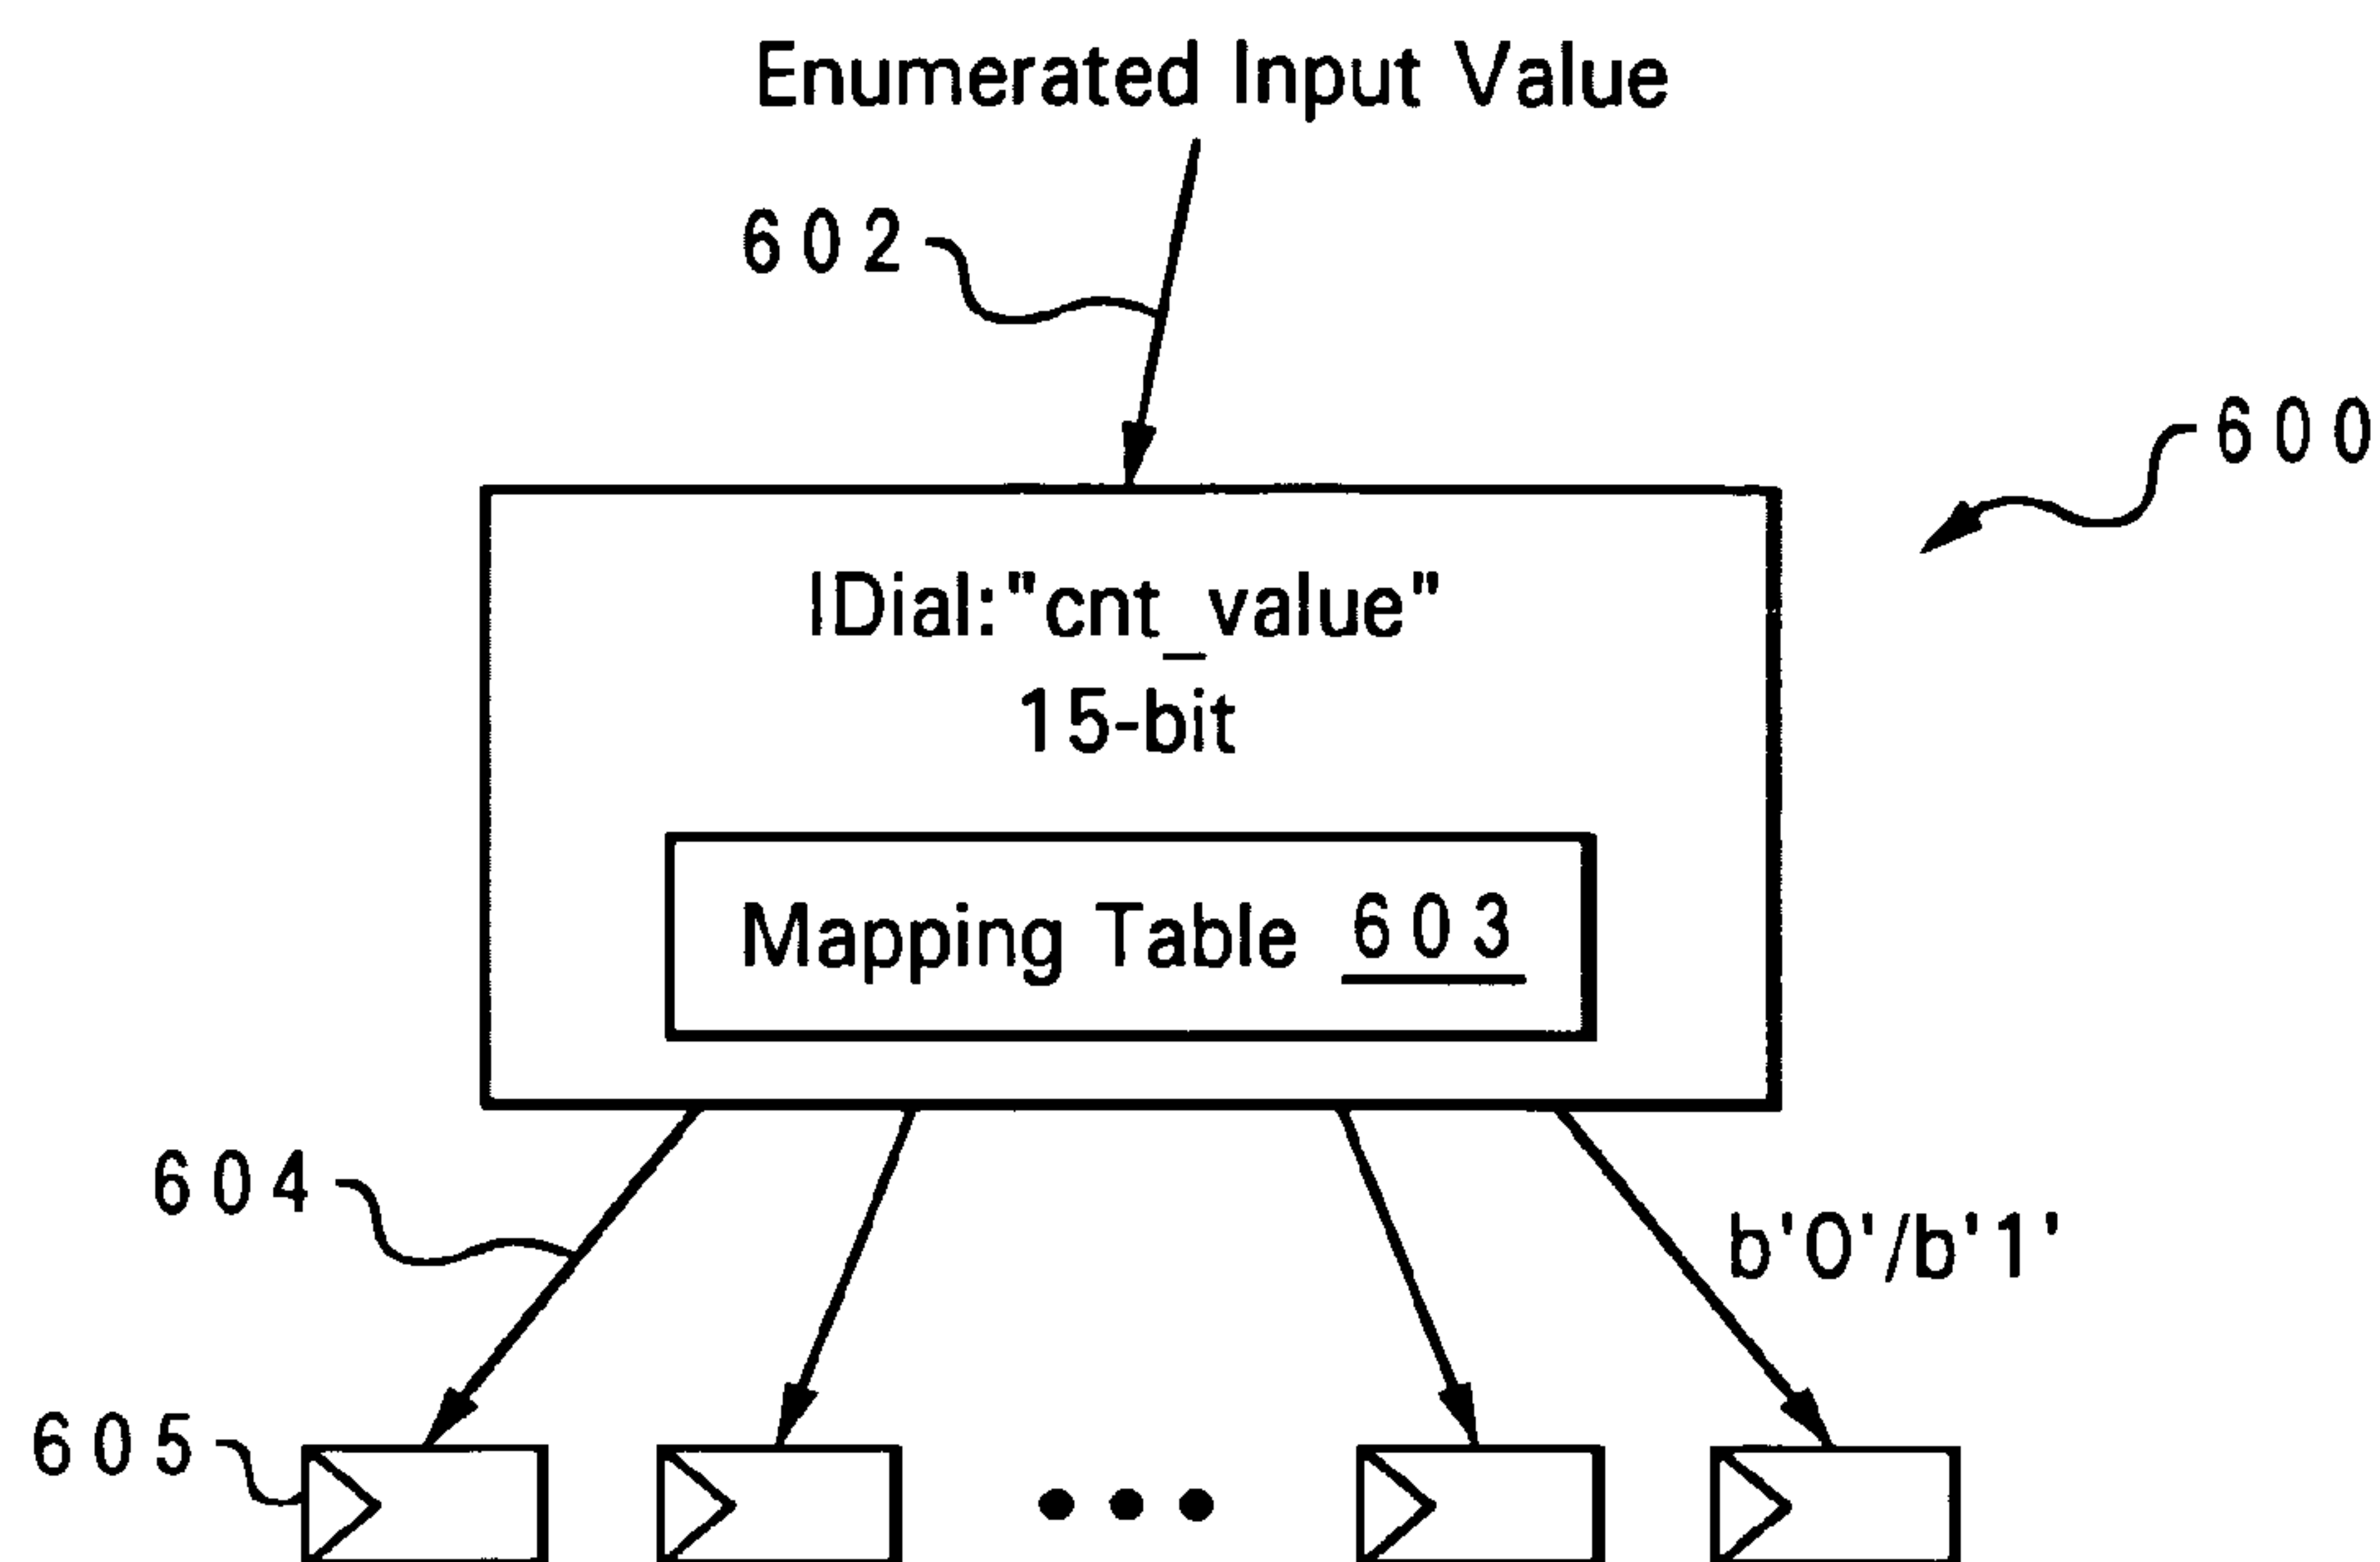 Enumerated Input Value
602
600
IDial:"cnt_value"
15-bit
Mapping Table 603
604
b'0'/b'1'
605